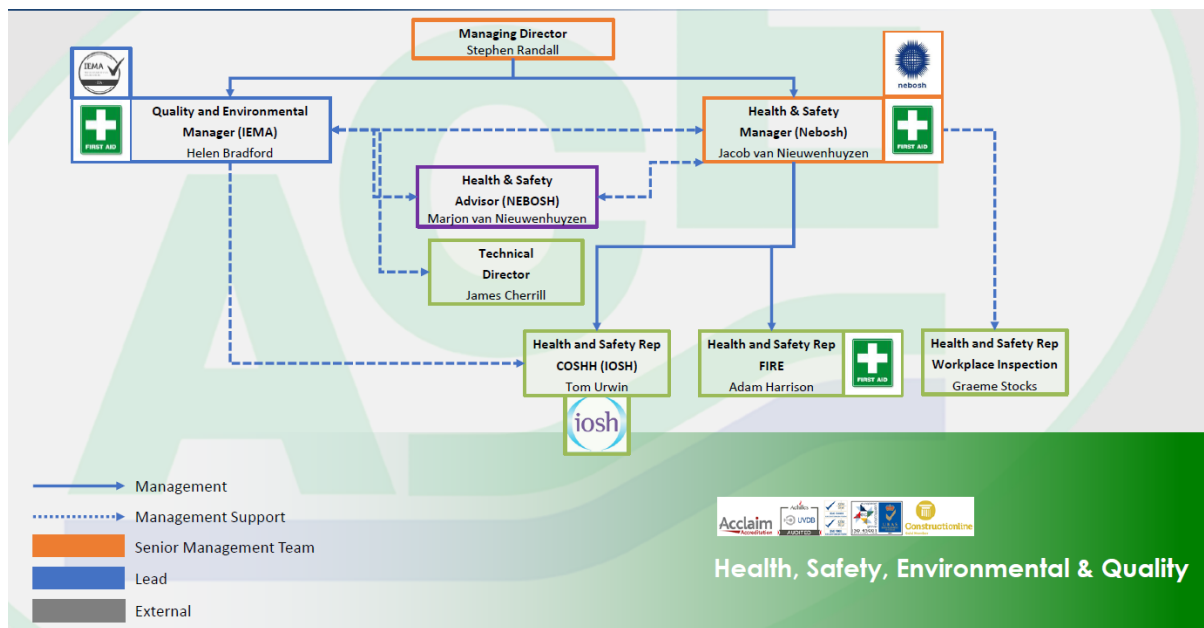 Managing Director
Stephen Randall
IEMA
nebosh
FIRST AID
Quality and Environmental
Manager (IEMA)
Helen Bradford
Health & Safety
Manager (Nebosh)
Jacob van Nieuwenhuyzen
FIRST AID
Health & Safety
Advisor (NEBOSH)
Marjon van Nieuwenhuyzen
Technical
Director
James Cherrill
Health and Safety Rep
COSHH (IOSH)
Tom Urwin
iosh
Health and Safety Rep
FIRE
Adam Harrison
FIRST AID
Health and Safety Rep
Workplace Inspection
Graeme Stocks
Management
Management Support
Senior Management Team
Lead
External
Acclaim
Accreditation
Achilles
UVDB
AUDITED
Constructionline
Health, Safety, Environmental & Quality